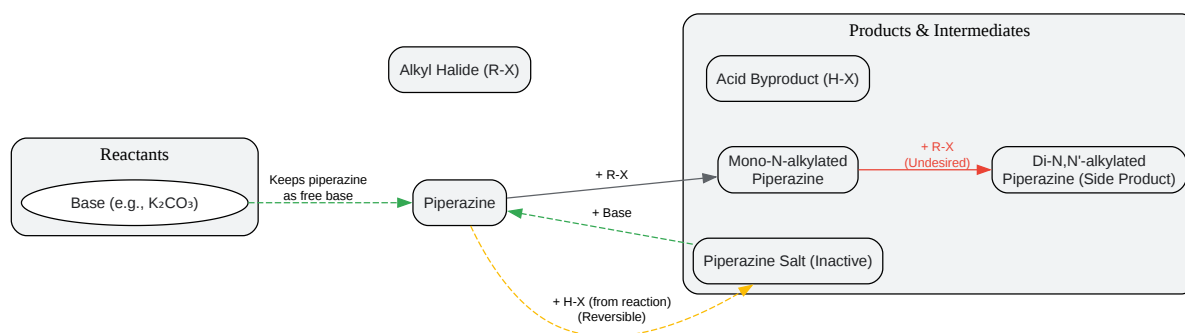 Products & Intermediates
Alkyl Halide (R-X)
Acid Byproduct (H-X)
Reactants
Base (e.g., K₂CO₃)
Keeps piperazine
as free base
Piperazine
+ R-X
Mono-N-alkylated
Piperazine
+ R-X
(Undesired)
Di-N,N'-alkylated
Piperazine (Side Product)
+ Base
Piperazine Salt (Inactive)
+ H-X (from reaction)
(Reversible)